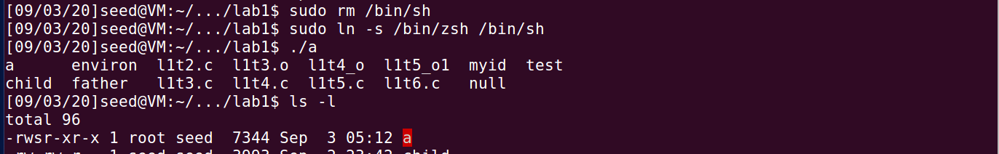 [09/03/20]seed@VM:~/.../lab1$ sudo rm /bin/sh
[09/03/20]seed@VM:~/.../lab1$ sudo ln -s /bin/zsh /bin/sh
[09/03/20]seed@VM:~/.../lab1$ ./a
a      environ  l1t2.c  l1t3.o  l1t4_o  l1t5_o1  myid  test
child  father   l1t3.c  l1t4.c  l1t5.c  l1t6.c   null
[09/03/20]seed@VM:~/.../lab1$ ls -l
total 96
-rwsr-xr-x 1 root seed  7344 Sep  3 05:12 a